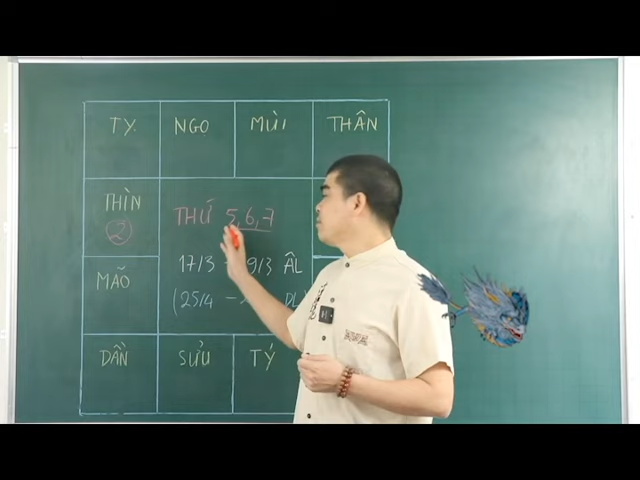 TỴ NGỌ MÙI THÂN
THÌN
2
THỨ 5,6,7
MÃO
17/3 - 9/3 ÂL
(25/4 - DL)
DẦN SỬU TÝ